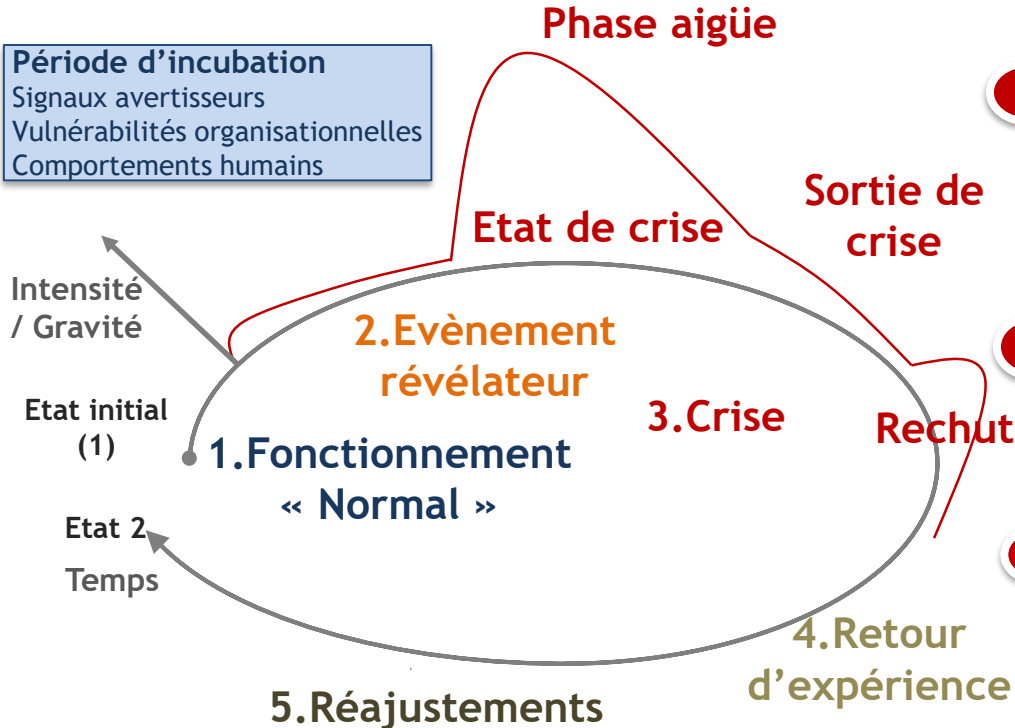 Phase aigüe
Période d’incubation
Signaux avertisseurs
Vulnérabilités organisationnelles
Comportements humains
Sortie de
crise
Etat de crise
Intensité
/ Gravité
2.Evènement
révélateur
Etat initial
(1)
3.Crise
Rechut
1.Fonctionnement
« Normal »
Etat 2
Temps
4.Retour
d’expérience
5.Réajustements